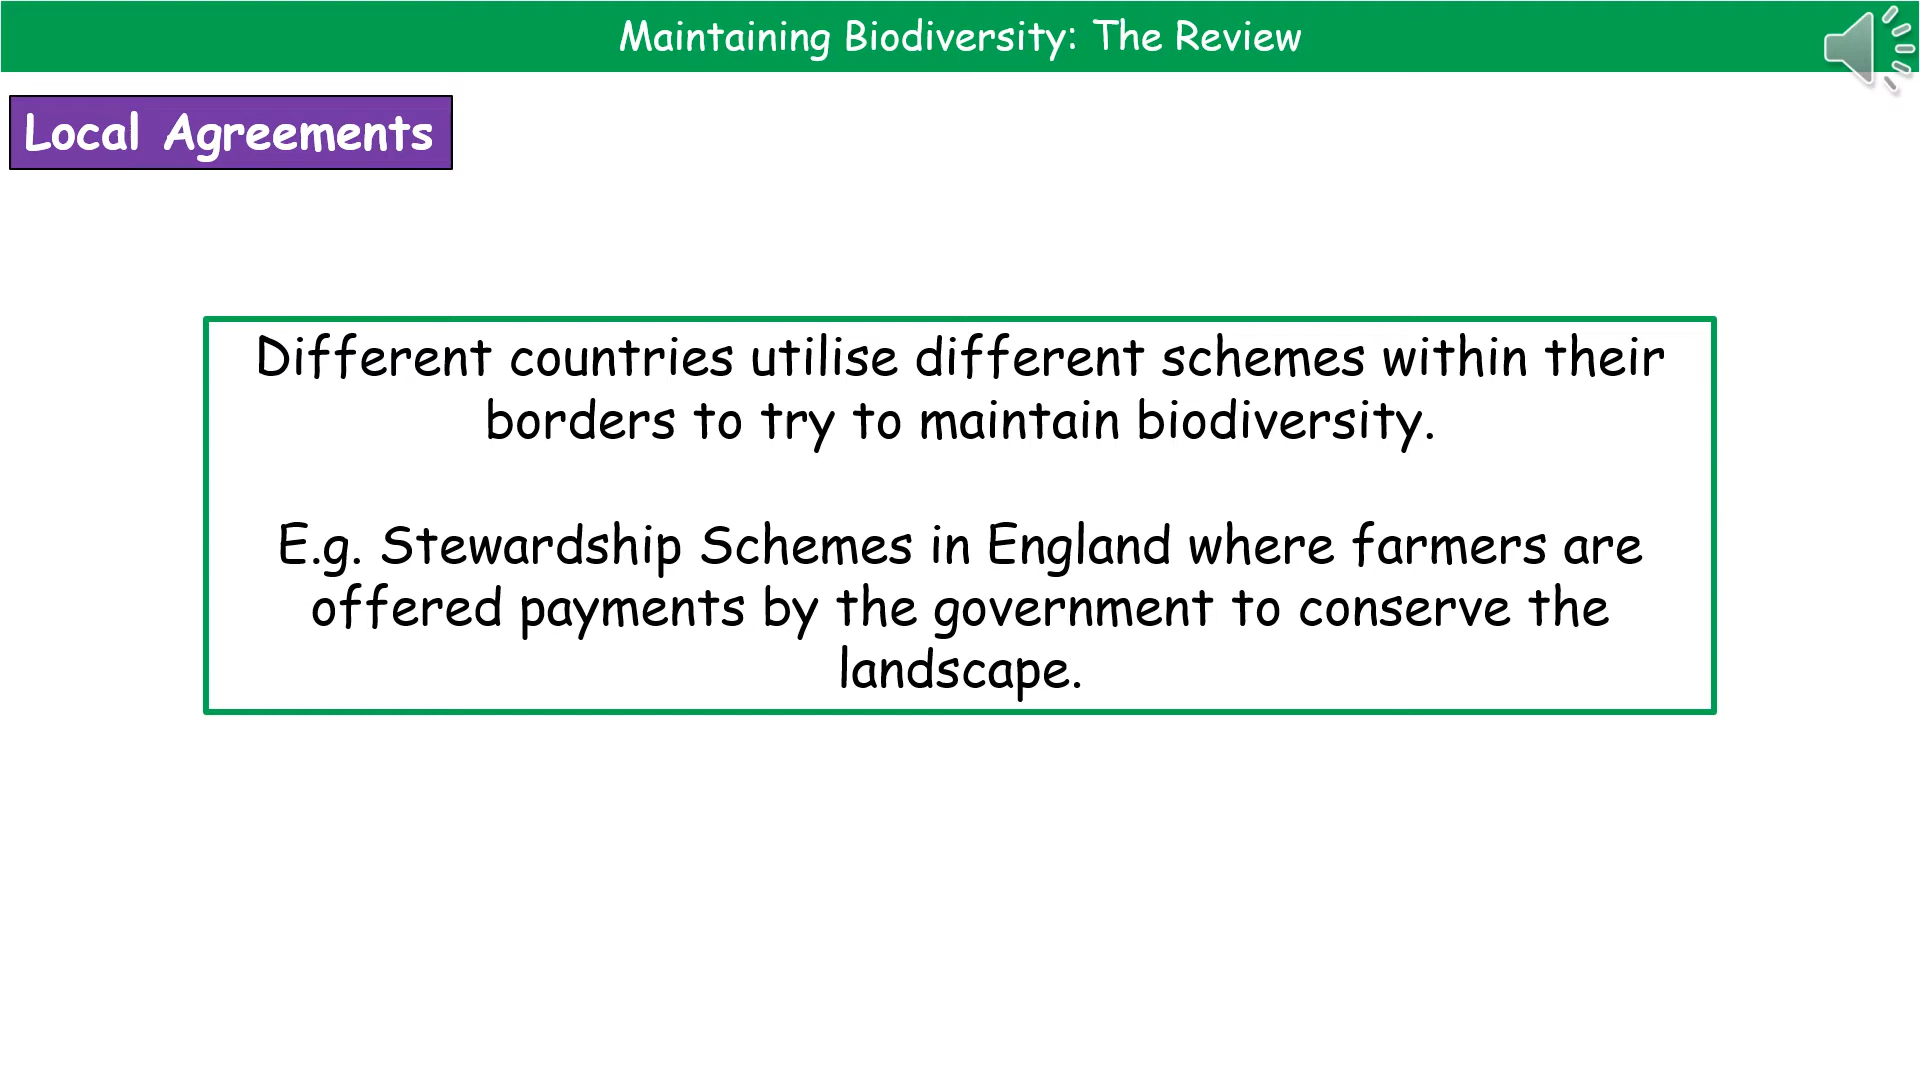 Maintaining Biodiversity: The Review
Local Agreements
Different countries utilise different schemes within their
borders to try to maintain biodiversity.
E.g. Stewardship Schemes in England where farmers are
offered payments by the government to conserve the
landscape.